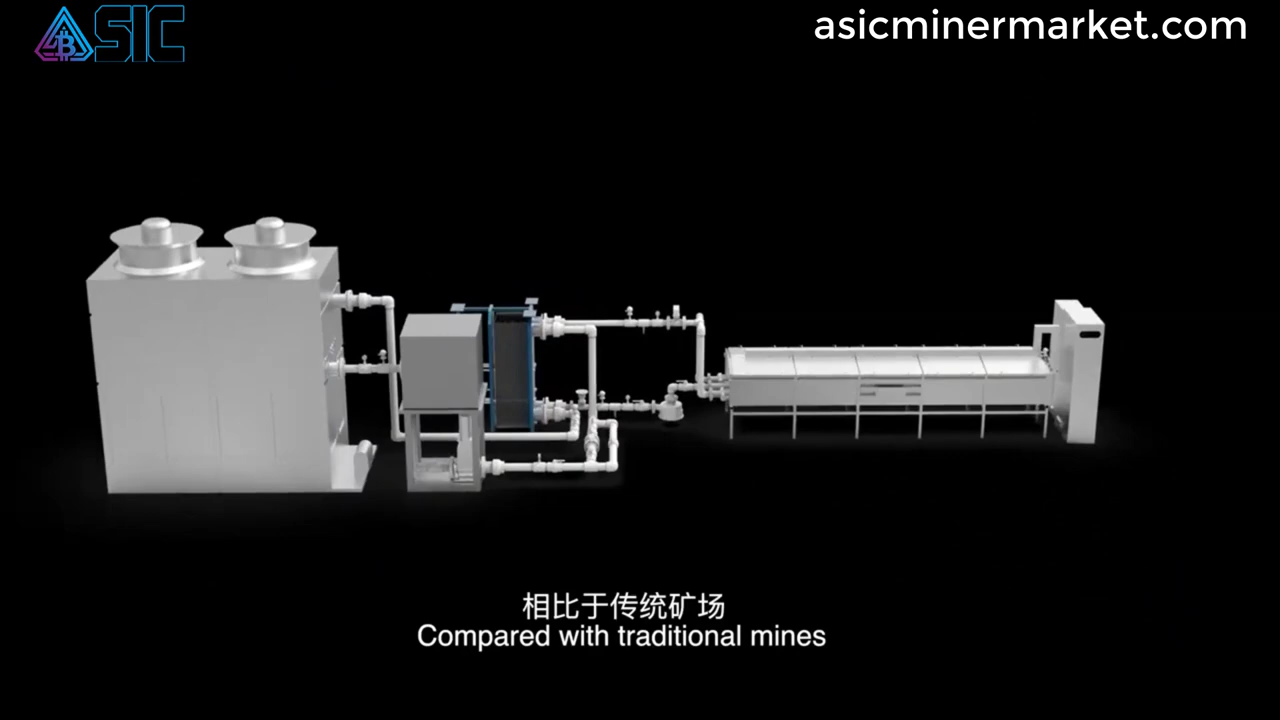 ASIC
asicminermarket.com
相比于传统矿场
Compared with traditional mines